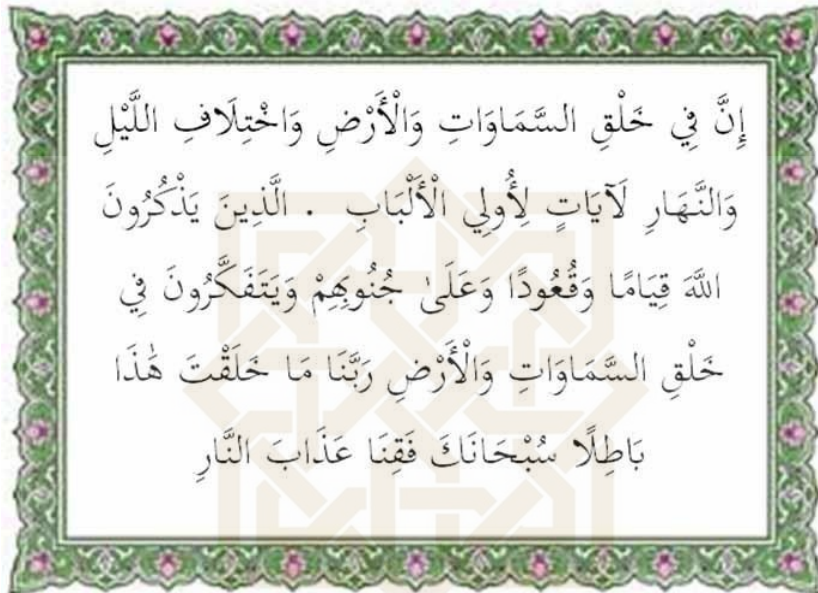 إِنَّ فِي خَلْقِ السَّمَاوَاتِ وَالْأَرْضِ وَاخْتِلَافِ اللَّيْلِ
وَالنَّهَارِ لَآيَاتٍ لِأُولِي الْأَلْبَابِ . الَّذِينَ يَذْكُرُونَ
اللَّهَ قِيَامًا وَقُعُودًا وَعَلَىٰ جُنُوبِهِمْ وَيَتَفَكَّرُونَ فِي
خَلْقِ السَّمَاوَاتِ وَالْأَرْضِ رَبَّنَا مَا خَلَقْتَ هَٰذَا
بَاطِلًا سُبْحَانَكَ فَقِنَا عَذَابَ النَّارِ